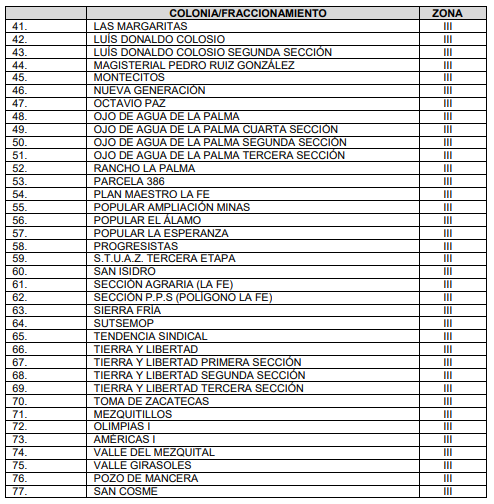 COLONIA/FRACCIONAMIENTO ZONA
41. LAS MARGARITAS III
42. LUÍS DONALDO COLOSIO III
43. LUÍS DONALDO COLOSIO SEGUNDA SECCIÓN III
44. MAGISTERIAL PEDRO RUIZ GONZÁLEZ III
45. MONTECITOS III
46. NUEVA GENERACIÓN III
47. OCTAVIO PAZ III
48. OJO DE AGUA DE LA PALMA III
49. OJO DE AGUA DE LA PALMA CUARTA SECCIÓN III
50. OJO DE AGUA DE LA PALMA SEGUNDA SECCIÓN III
51. OJO DE AGUA DE LA PALMA TERCERA SECCIÓN III
52. RANCHO LA PALMA III
53. PARCELA 386 III
54. PLAN MAESTRO LA FE III
55. POPULAR AMPLIACIÓN MINAS III
56. POPULAR EL ÁLAMO III
57. POPULAR LA ESPERANZA III
58. PROGRESISTAS III
59. S.T.U.A.Z. TERCERA ETAPA III
60. SAN ISIDRO III
61. SECCIÓN AGRARIA (LA FE) III
62. SECCIÓN P.P.S (POLÍGONO LA FE) III
63. SIERRA FRÍA III
64. SUTSEMOP III
65. TENDENCIA SINDICAL III
66. TIERRA Y LIBERTAD III
67. TIERRA Y LIBERTAD PRIMERA SECCIÓN III
68. TIERRA Y LIBERTAD SEGUNDA SECCIÓN III
69. TIERRA Y LIBERTAD TERCERA SECCIÓN III
70. TOMA DE ZACATECAS III
71. MEZQUITILLOS III
72. OLIMPIAS I III
73. AMÉRICAS I III
74. VALLE DEL MEZQUITAL III
75. VALLE GIRASOLES III
76. POZO DE MANCERA III
77. SAN COSME III